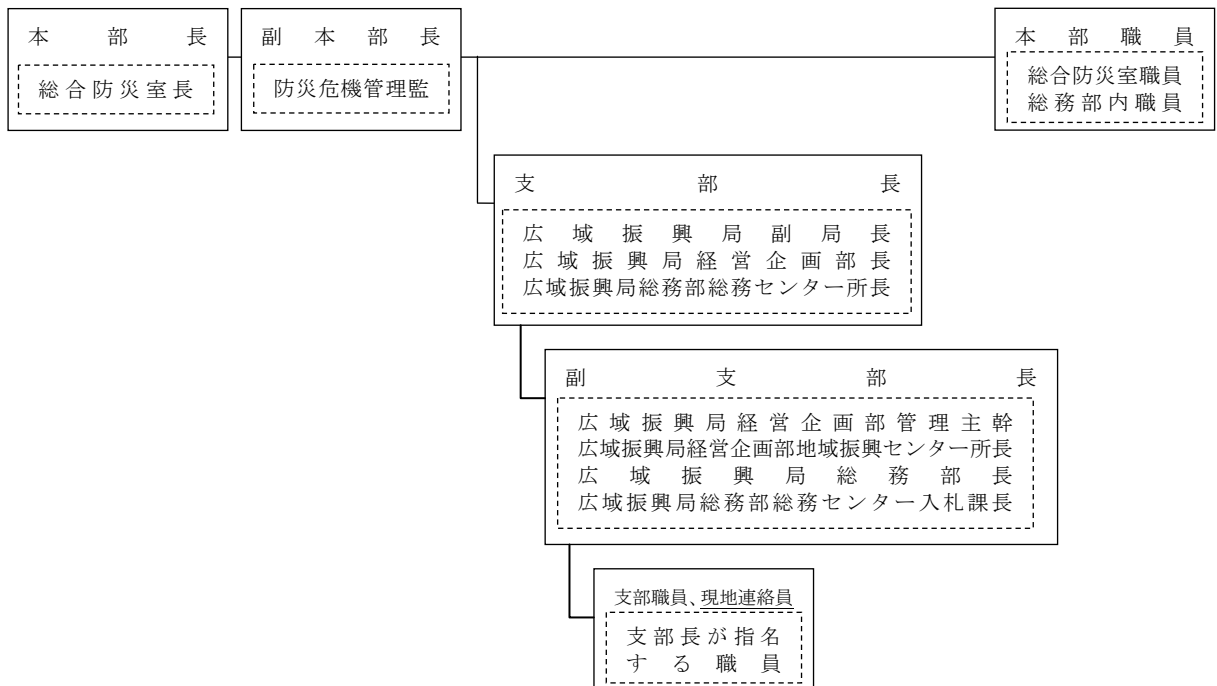 本部長
総合防災室長
副本部長
防災危機管理監
本部職員
総合防災室職員
総務部内職員
支部長
広域振興局副局長
広域振興局経営企画部長
広域振興局総務部総務センター所長
副支部長
広域振興局経営企画部管理主幹
広域振興局経営企画部地域振興センター所長
広域振興局総務部長
広域振興局総務部総務センター入札課長
支部職員、現地連絡員
支部長が指名
する職員